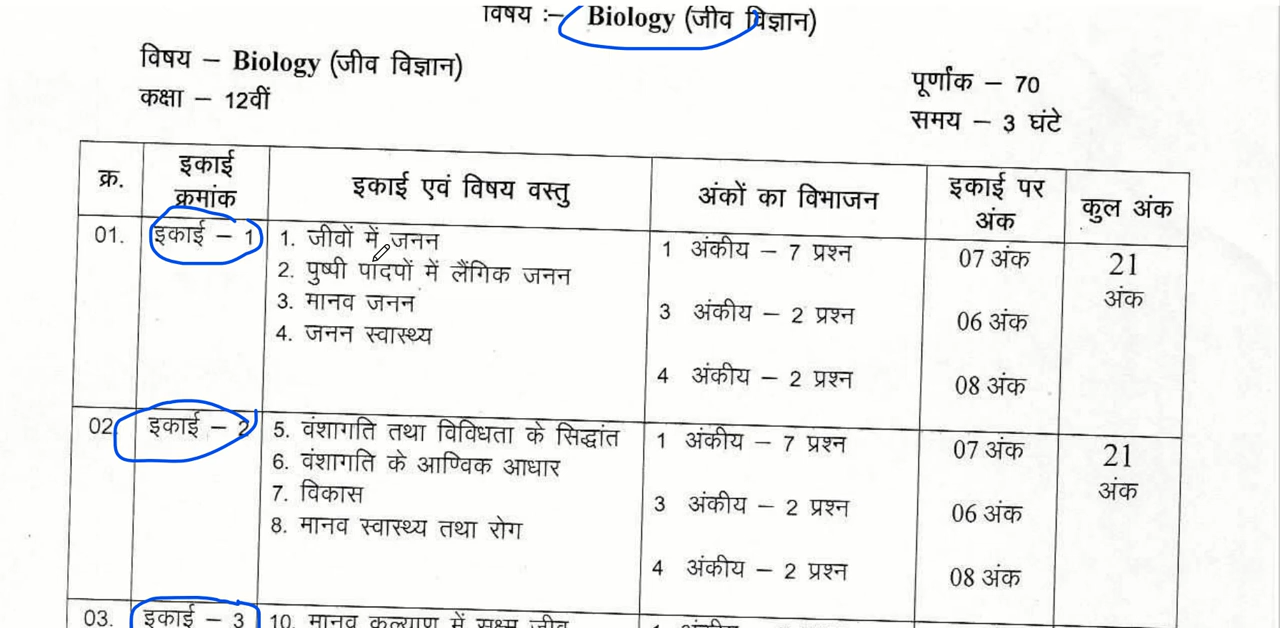 विषय :– Biology (जीव विज्ञान)
विषय – Biology (जीव विज्ञान)
कक्षा – 12वीं
पूर्णांक – 70
समय – 3 घंटे
क्र. इकाई क्रमांक इकाई एवं विषय वस्तु अंकों का विभाजन इकाई पर अंक कुल अंक
01. इकाई – 1 1. जीवों में जनन 1 अंकीय – 7 प्रश्न 07 अंक 21 अंक
2. पुष्पी पादपों में लैंगिक जनन
3. मानव जनन 3 अंकीय – 2 प्रश्न 06 अंक
4. जनन स्वास्थ्य
4 अंकीय – 2 प्रश्न 08 अंक
02. इकाई – 2 5. वंशागति तथा विविधता के सिद्धांत 1 अंकीय – 7 प्रश्न 07 अंक 21 अंक
6. वंशागति के आण्विक आधार
7. विकास 3 अंकीय – 2 प्रश्न 06 अंक
8. मानव स्वास्थ्य तथा रोग
4 अंकीय – 2 प्रश्न 08 अंक
03. इकाई – 3 10. मानव कल्याण में सूक्ष्म जीव